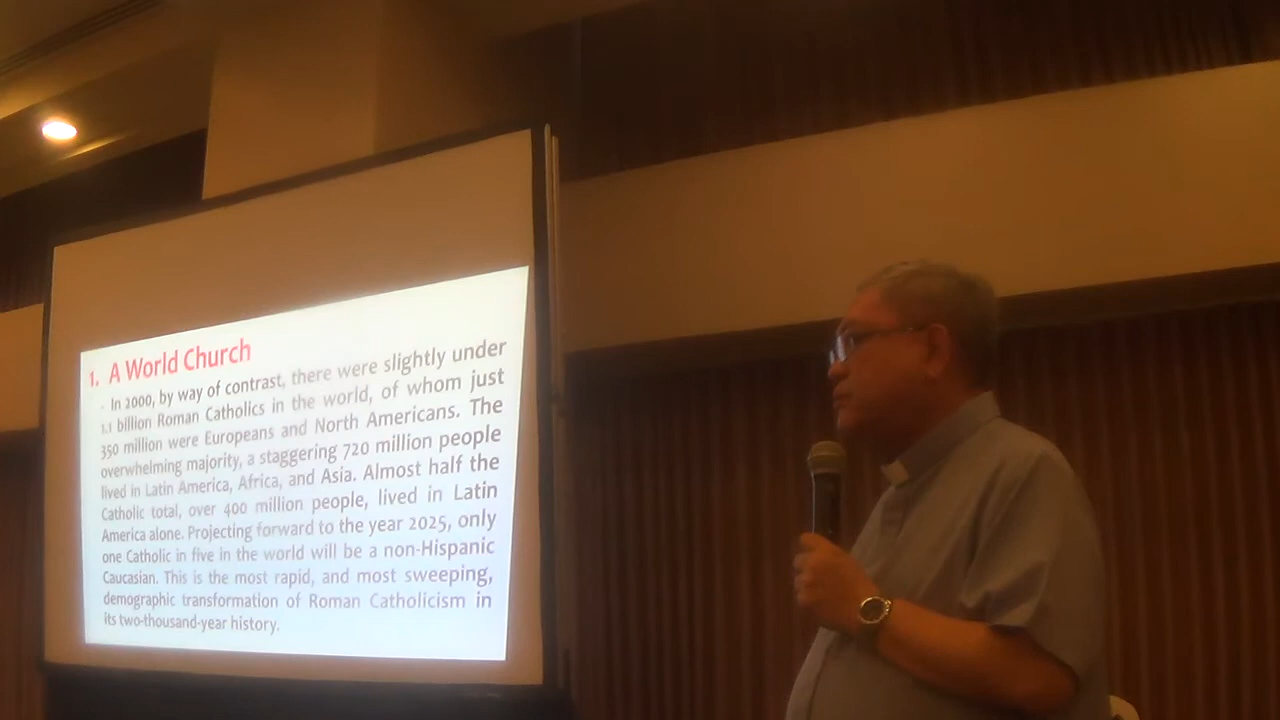 1. A World Church
- In 2000, by way of contrast, there were slightly under
1.1 billion Roman Catholics in the world, of whom just
350 million were Europeans and North Americans. The
overwhelming majority, a staggering 720 million people
lived in Latin America, Africa, and Asia. Almost half the
Catholic total, over 400 million people, lived in Latin
America alone. Projecting forward to the year 2025, only
one Catholic in five in the world will be a non-Hispanic
Caucasian. This is the most rapid, and most sweeping,
demographic transformation of Roman Catholicism in
its two-thousand-year history.